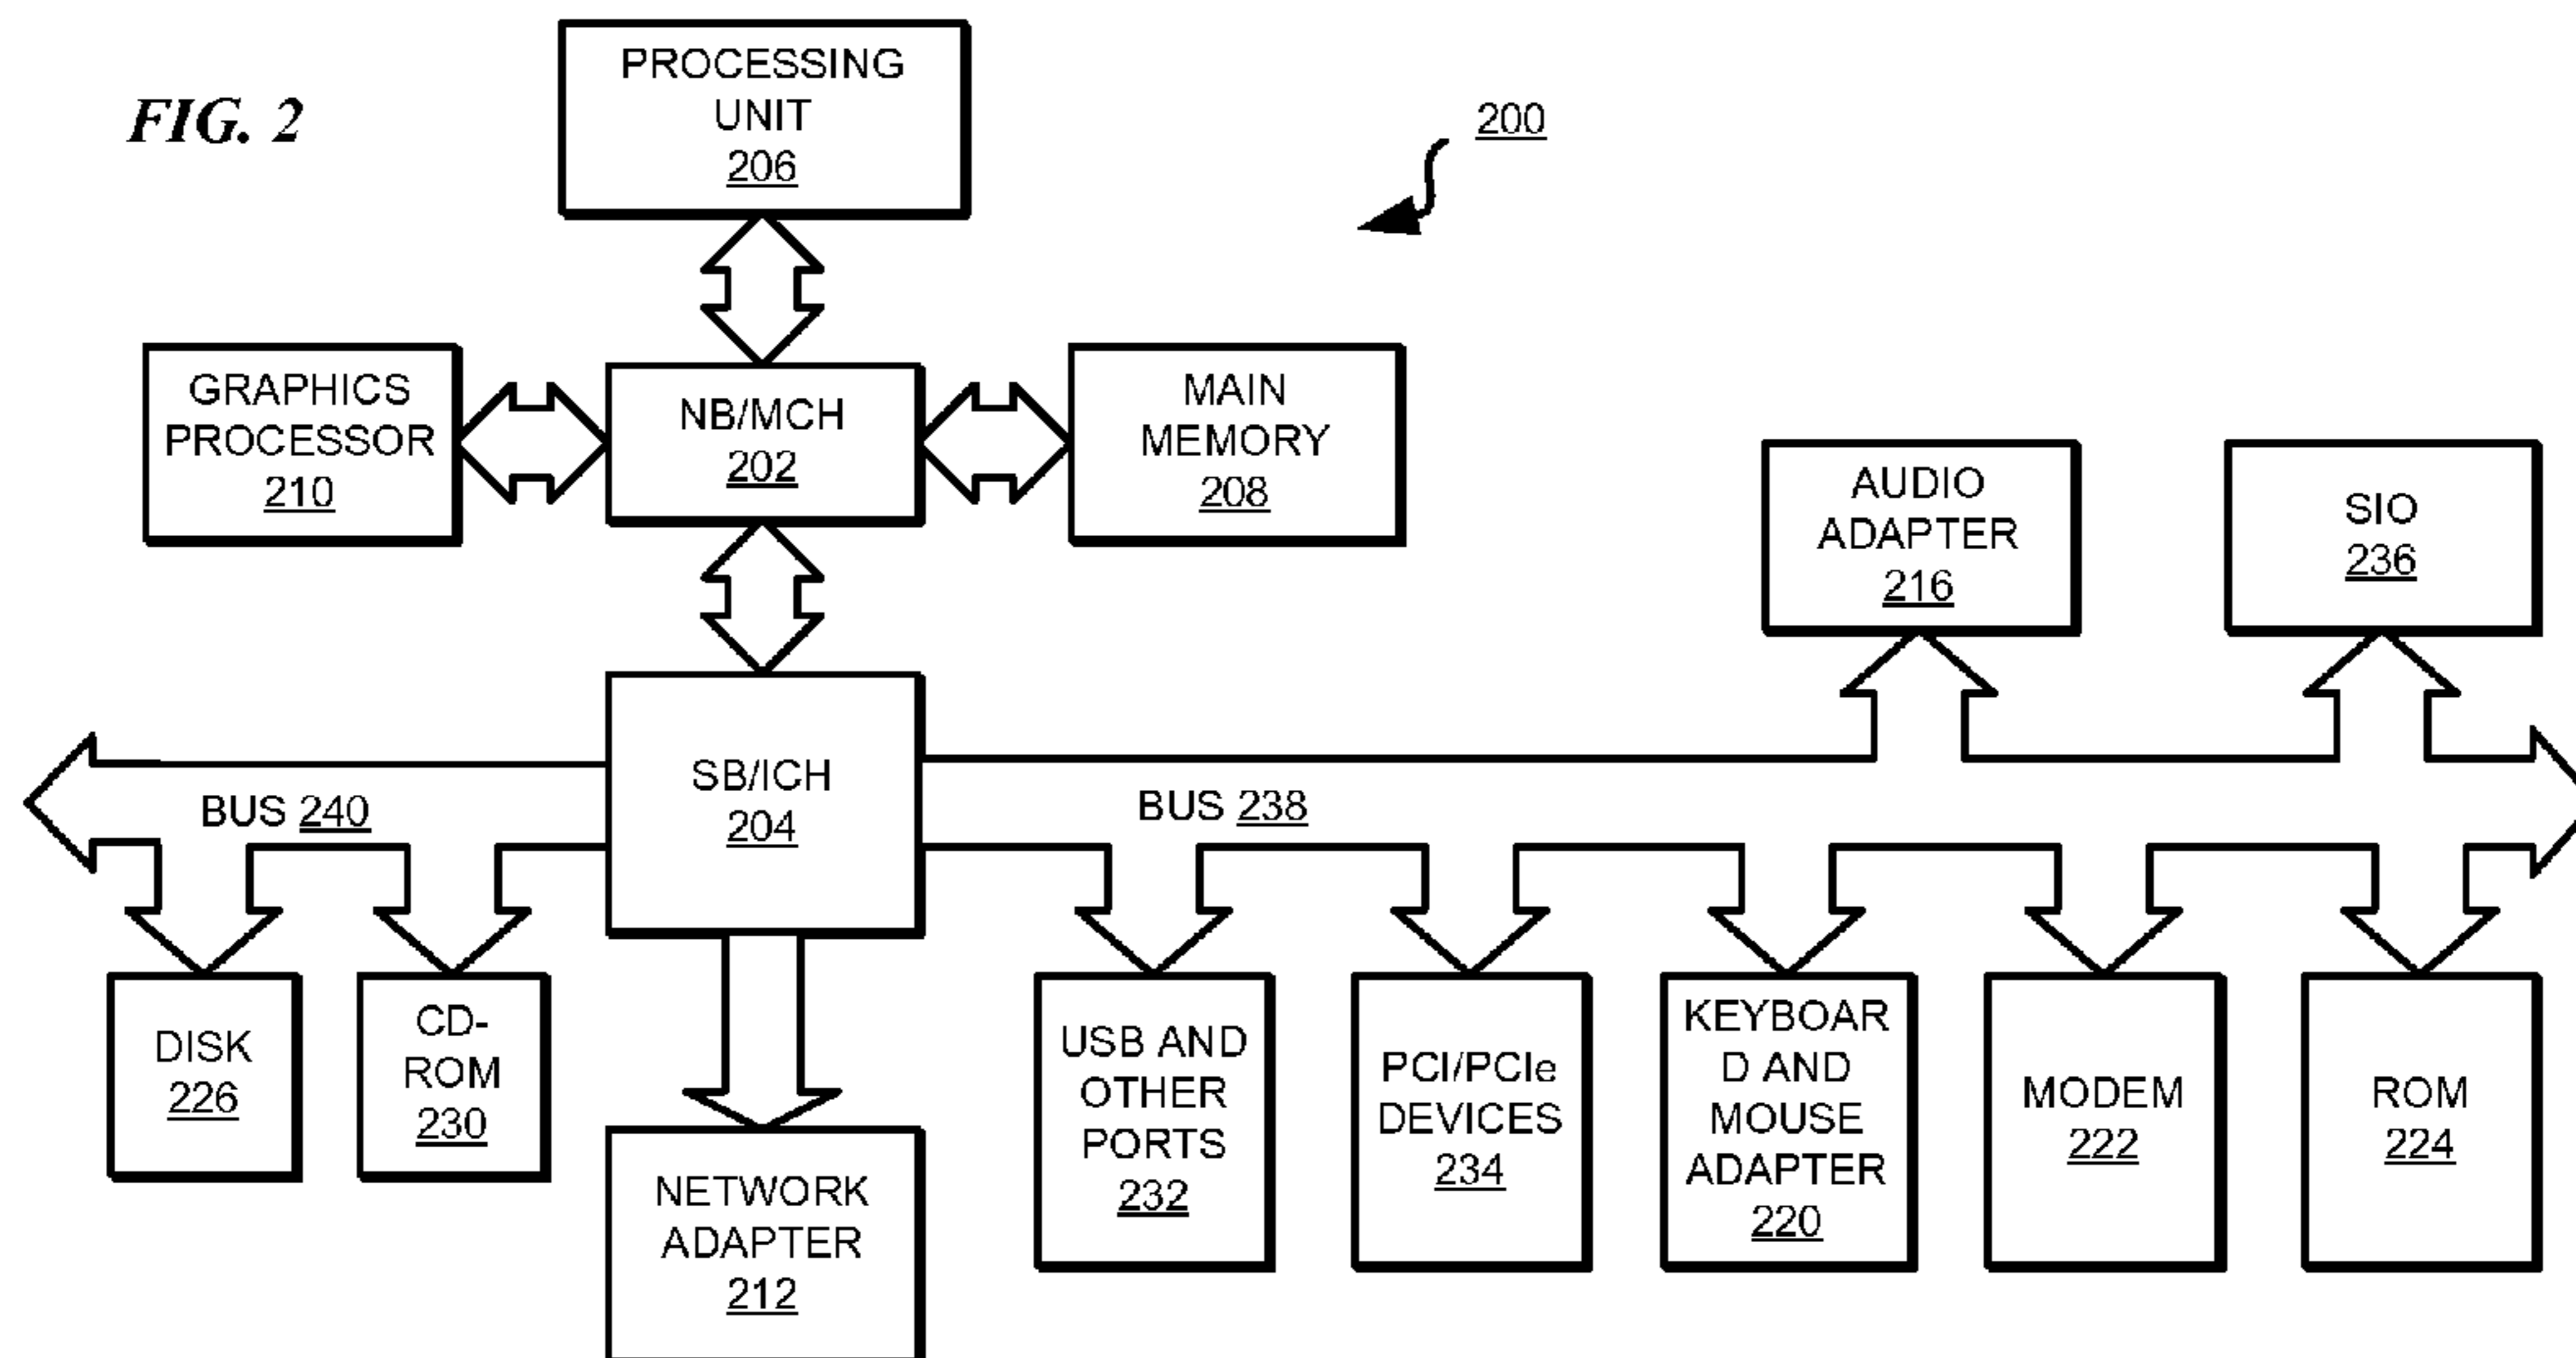 FIG. 2
PROCESSING
UNIT
206
200
GRAPHICS
PROCESSOR
210
NB/MCH
202
MAIN
MEMORY
208
AUDIO
ADAPTER
216
SIO
236
BUS 240
SB/ICH
204
BUS 238
DISK
226
CD-
ROM
230
NETWORK
ADAPTER
212
USB AND
OTHER
PORTS
232
PCI/PCIe
DEVICES
234
KEYBOAR
D AND
MOUSE
ADAPTER
220
MODEM
222
ROM
224